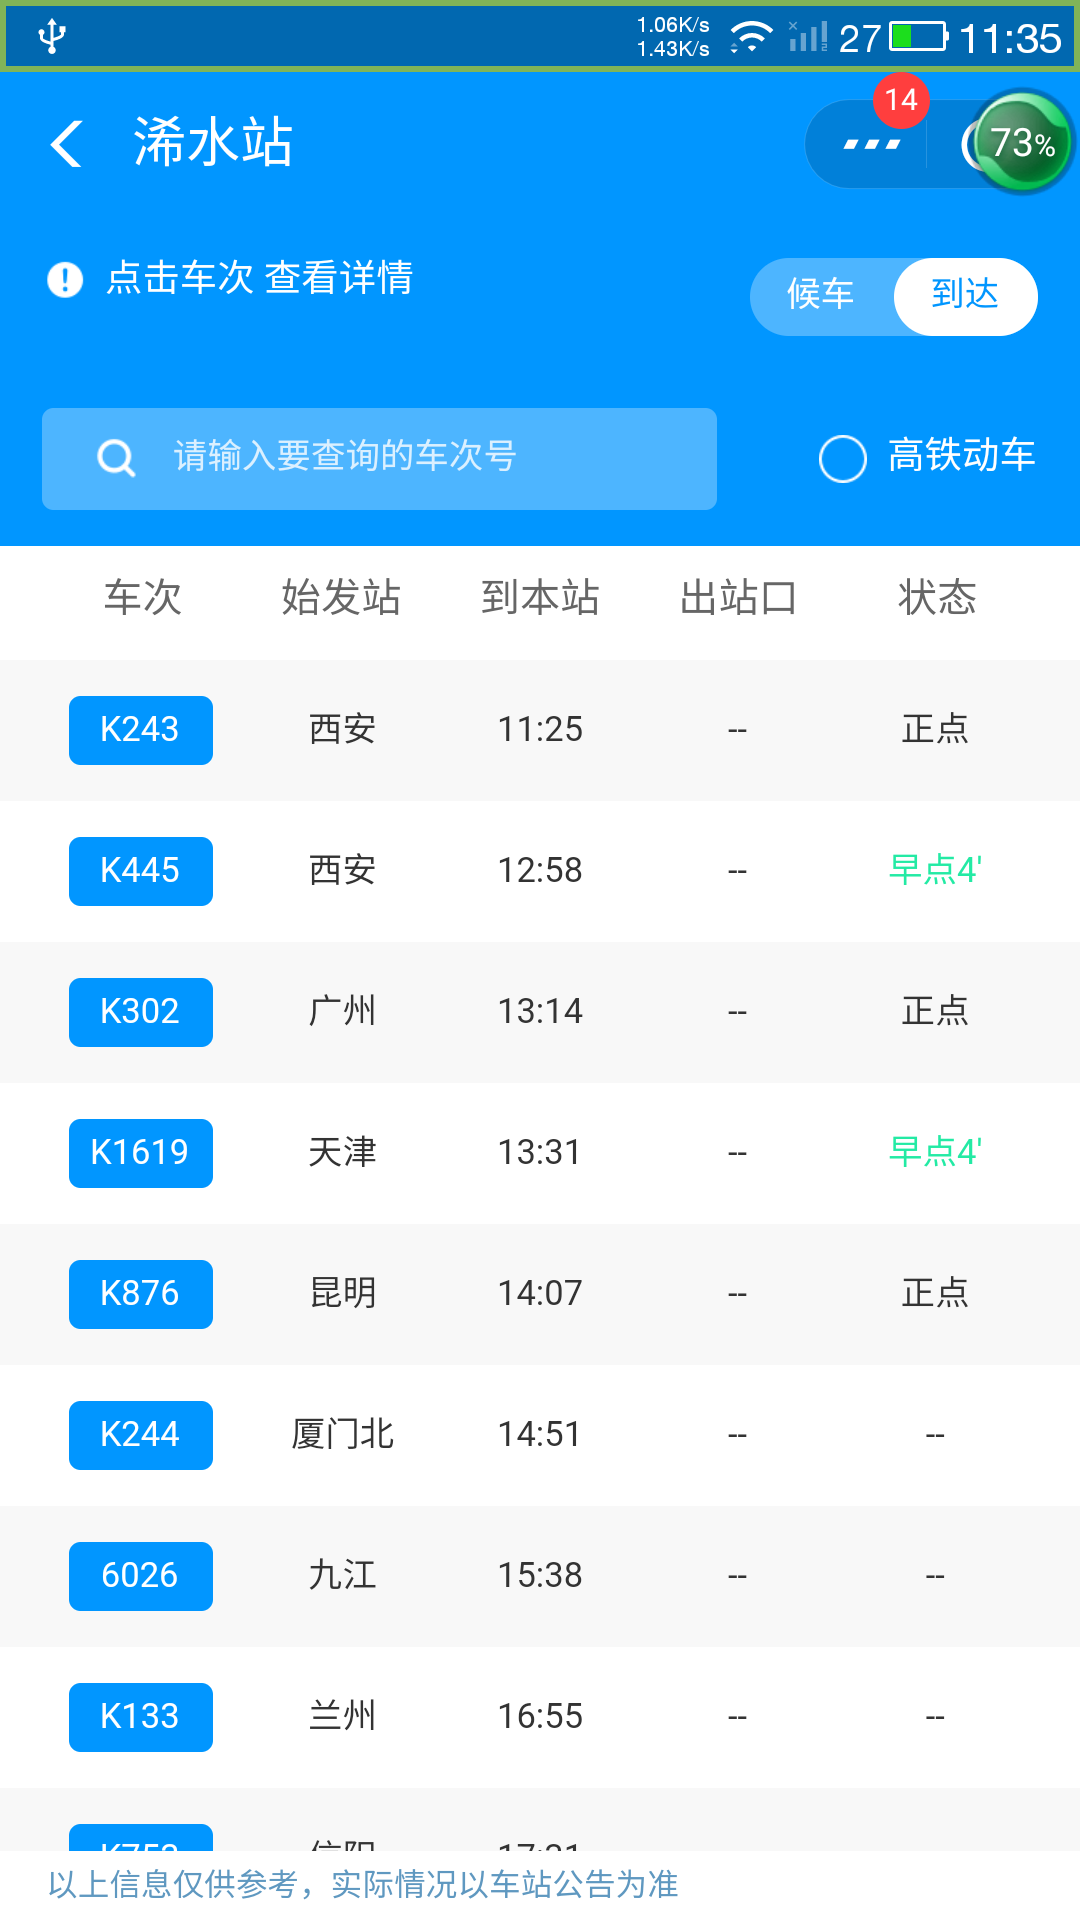 1.06K/s
1.43K/s
27
11:35
浠水站
14
73%
点击车次 查看详情
候车 到达
请输入要查询的车次号
高铁动车
车次 始发站 到本站 出站口 状态
K243 西安 11:25 -- 正点
K445 西安 12:58 -- 早点4'
K302 广州 13:14 -- 正点
K1619 天津 13:31 -- 早点4'
K876 昆明 14:07 -- 正点
K244 厦门北 14:51 -- --
6026 九江 15:38 -- --
K133 兰州 16:55 -- --
信阳
以上信息仅供参考，实际情况以车站公告为准